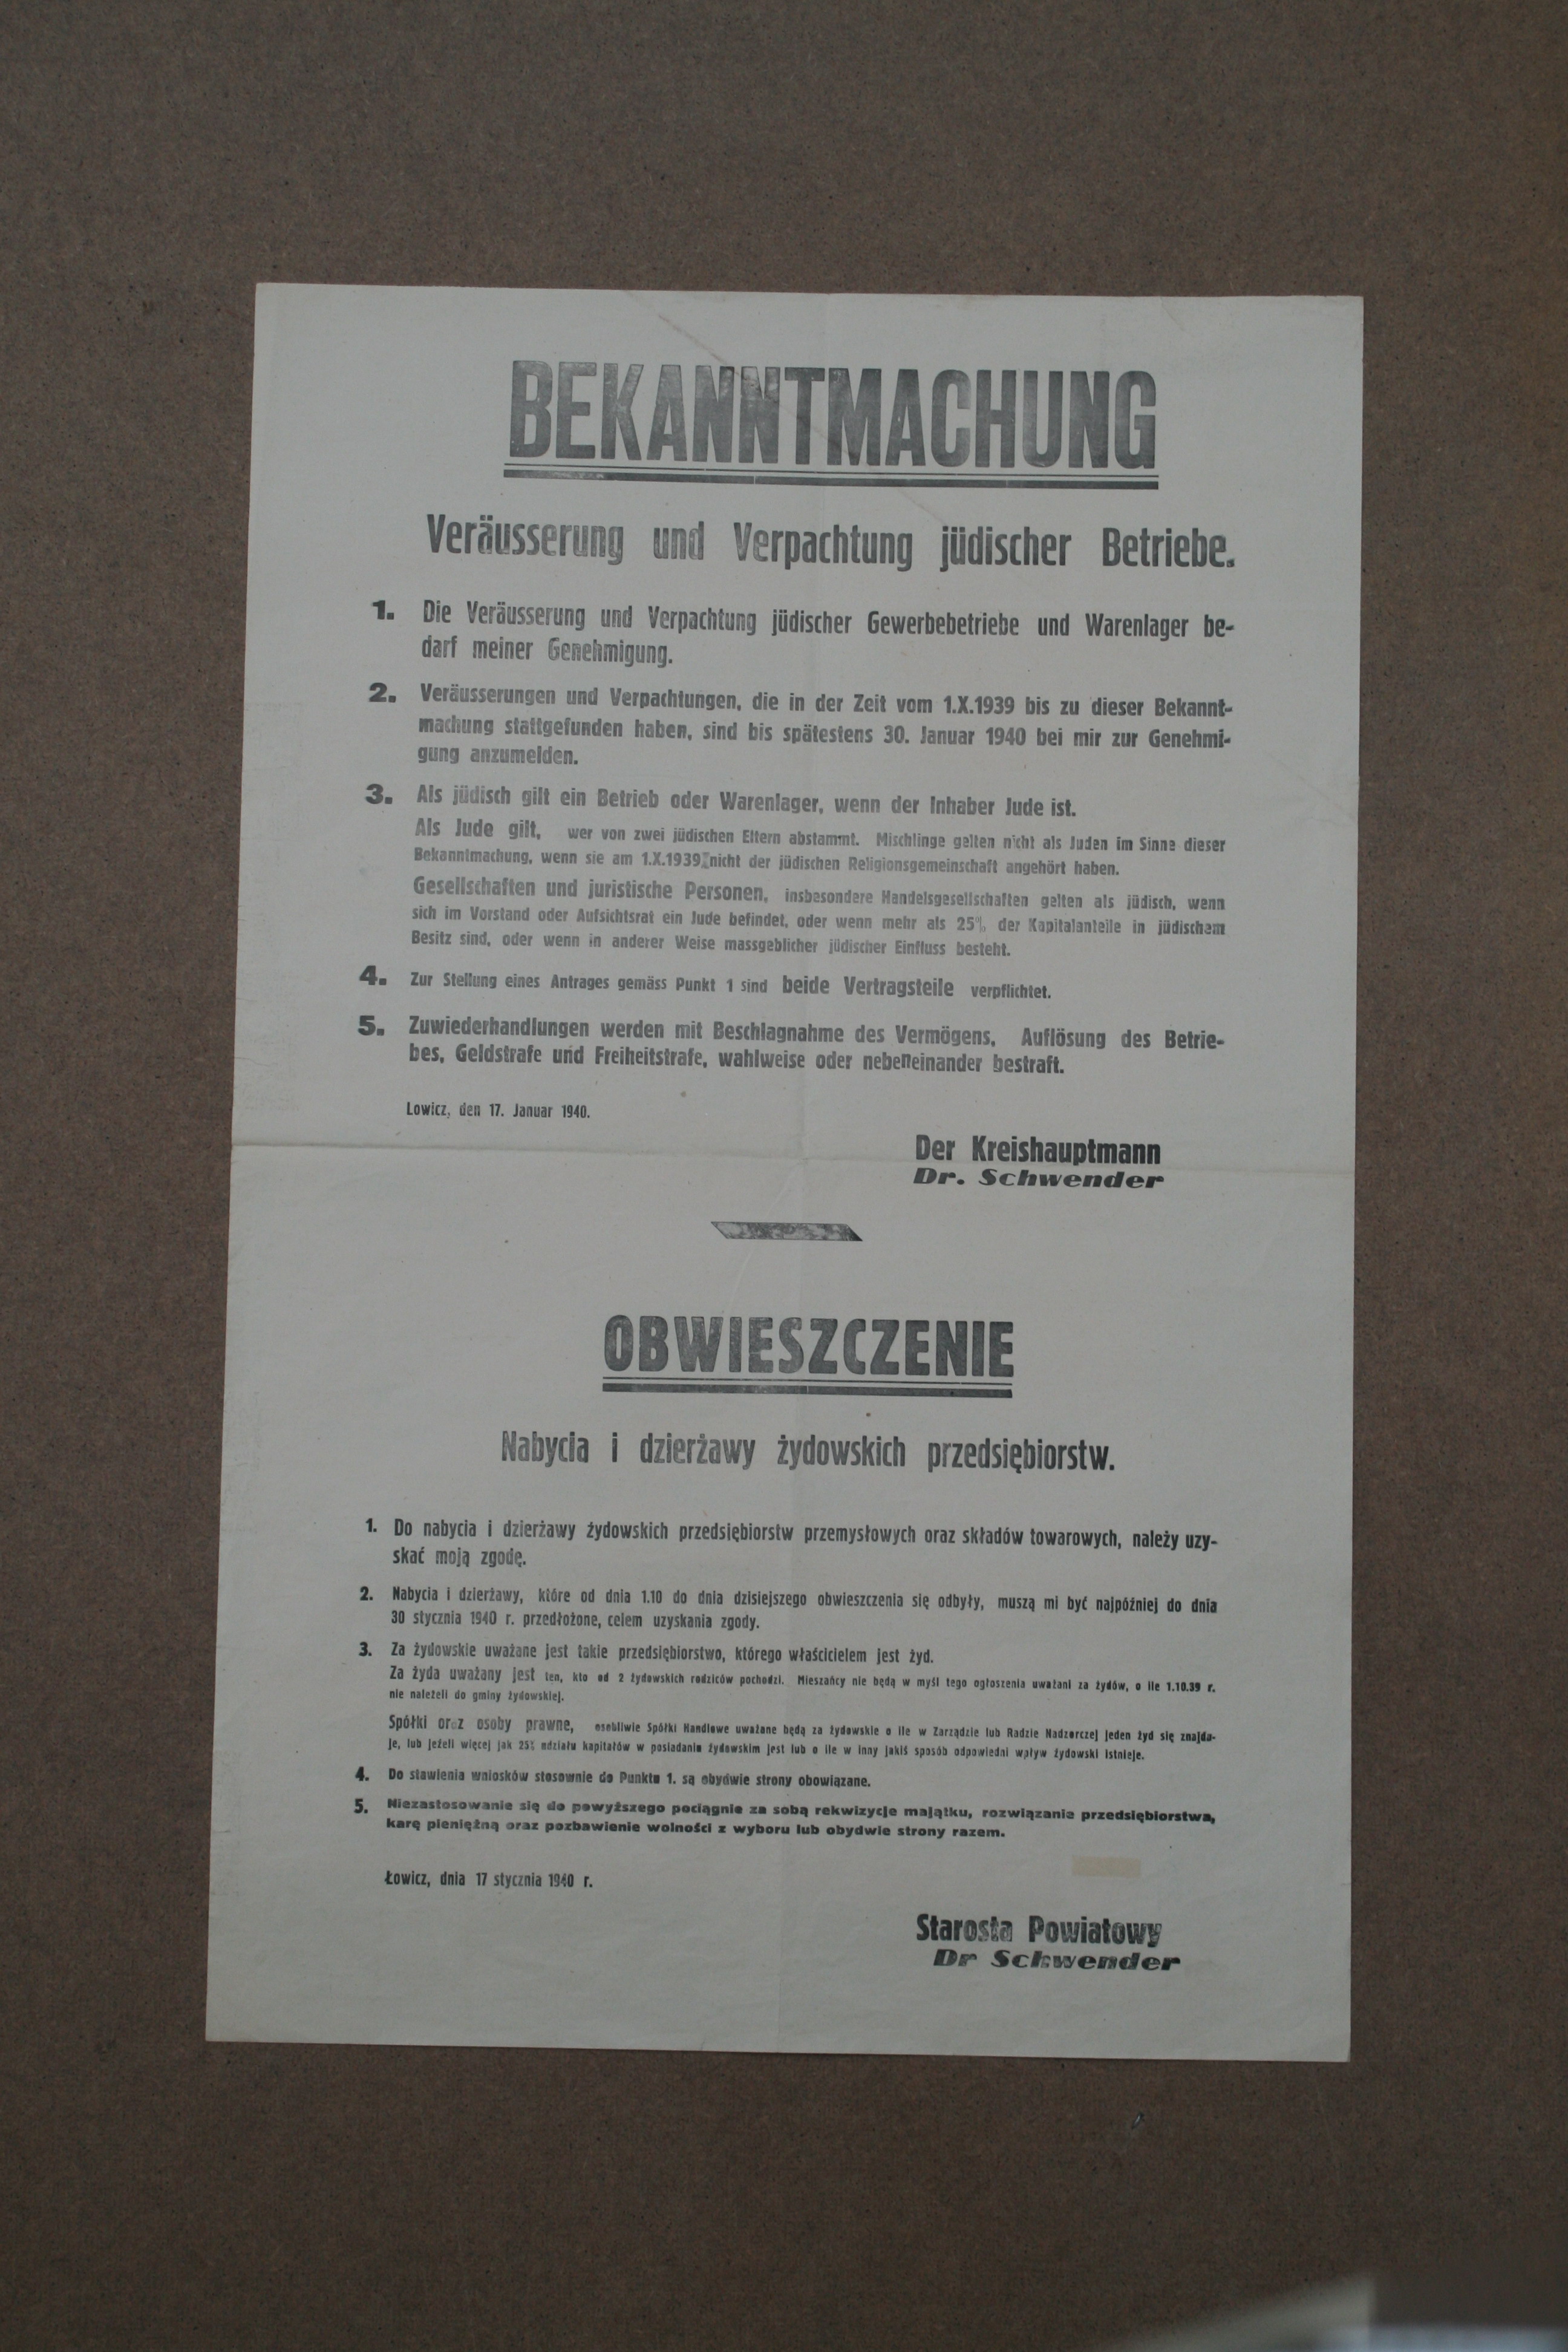 BEKANNTMACHUNG
Veräusserung und Verpachtung jüdischer Betriebe.
1. Die Veräusserung und Verpachtung jüdischer Gewerbebetriebe und Warenlager be-
darf meiner Genehmigung.
2. Veräusserungen und Verpachtungen, die in der Zeit vom 1.X.1939 bis zu dieser Bekannt-
machung stattgefunden haben, sind bis spätestens 30. Januar 1940 bei mir zur Genehmi-
gung anzumelden.
3. Als jüdisch gilt ein Betrieb oder Warenlager, wenn der Inhaber Jude ist.
Als Jude gilt, wer von zwei jüdischen Eltern abstammt. Mischlinge gelten nicht als Juden im Sinne dieser
Bekanntmachung, wenn sie am 1.X.1939 nicht der jüdischen Religionsgemeinschaft angehört haben.
Gesellschaften und juristische Personen, insbesondere Handelsgesellschaften gelten als jüdisch, wenn
sich im Vorstand oder Aufsichtsrat ein Jude befindet, oder wenn mehr als 25% der Kapitalanteile in jüdischem
Besitz sind, oder wenn in anderer Weise massgeblicher jüdischer Einfluss besteht.
4. Zur Stellung eines Antrages gemäss Punkt 1 sind beide Vertragsteile verpflichtet.
5. Zuwiederhandlungen werden mit Beschlagnahme des Vermögens, Auflösung des Betrie-
bes, Geldstrafe und Freiheitstrafe, wahlweise oder nebeneinander bestraft.
Lowicz, den 17. Januar 1940.
Der Kreishauptmann
Dr. Schwender
OBWIESZCZENIE
Nabycia i dzierżawy żydowskich przedsiębiorstw.
1. Do nabycia i dzierżawy żydowskich przedsiębiorstw przemysłowych oraz składów towarowych, należy uzy-
skać moją zgodę.
2. Nabycia i dzierżawy, które od dnia 1.10 do dnia dzisiejszego obwieszczenia się odbyły, muszą mi być najpóźniej do dnia
30 stycznia 1940 r. przedłożone, celem uzyskania zgody.
3. Za żydowskie uważane jest takie przedsiębiorstwo, którego właścicielem jest żyd.
Za żyda uważany jest ten, kto od 2 żydowskich rodziców pochodzi. Mieszańcy nie będą w myśl tego ogłoszenia uważani za żydów, o ile 1.10.39 r.
nie należeli do gminy żydowskiej.
Spółki oraz osoby prawne, osobliwie Spółki Handlowe uważane będą za żydowskie o ile w Zarządzie lub Radzie Nadzorczej jeden żyd się znajdu-
je, lub jeżeli więcej jak 25% udziału kapitałów w posiadaniu żydowskim jest lub o ile w inny jakiś sposób odpowiedni wpływ żydowski istnieje.
4. Do stawienia wniosków stosownie do Punktu 1. są obydwie strony obowiązane.
5. Niezastosowanie się do powyższego pociągnie za sobą rekwizycje majątku, rozwiązanie przedsiębiorstwa,
karę pieniężną oraz pozbawienie wolności z wyboru lub obydwie strony razem.
Łowicz, dnia 17 stycznia 1940 r.
Starosta Powiatowy
Dr Schwender